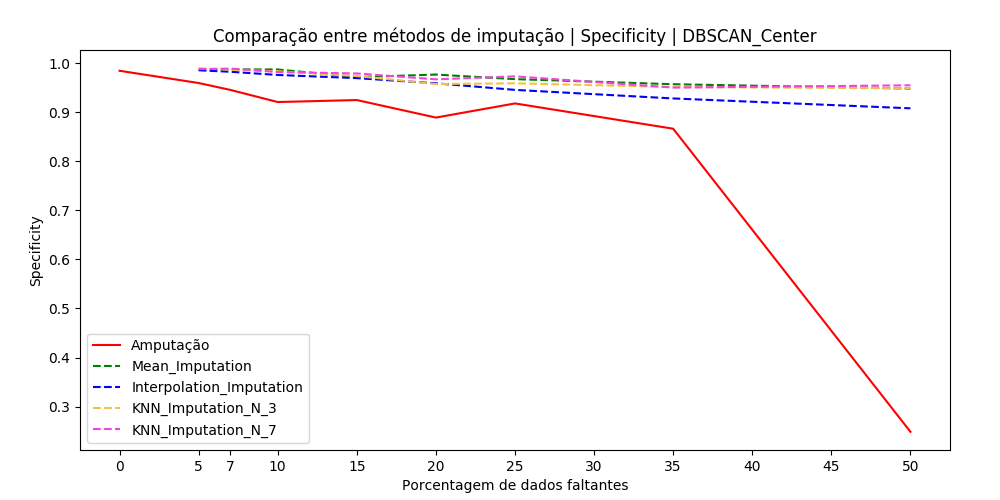 Comparação entre métodos de imputação | Specificity | DBSCAN_Center
1.0
0.9
0.8
0.7
0.6
0.5
0.4
0.3
Specificity
Amputação
Mean_Imputation
Interpolation_Imputation
KNN_Imputation_N_3
KNN_Imputation_N_7
0 5 7 10 15 20 25 30 35 40 45 50
Porcentagem de dados faltantes